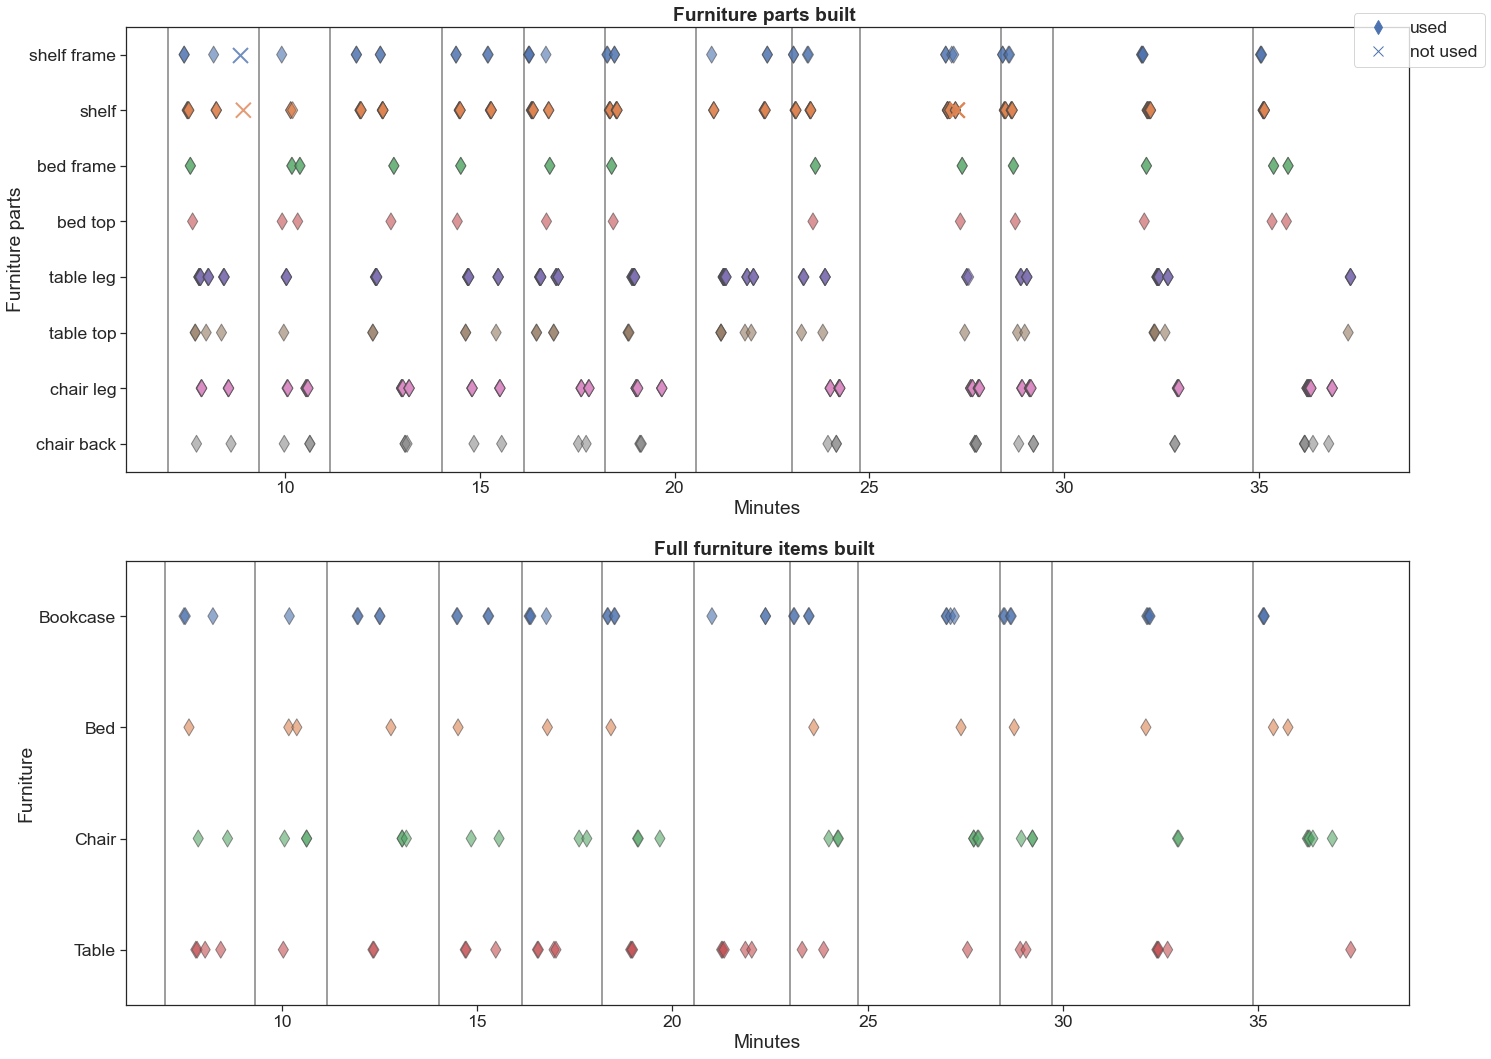 Furniture parts built
used
not used
Furniture parts
shelf frame
shelf
bed frame
bed top
table leg
table top
chair leg
chair back
10 15 20 25 30 35
Minutes
Full furniture items built
Furniture
Bookcase
Bed
Chair
Table
10 15 20 25 30 35
Minutes